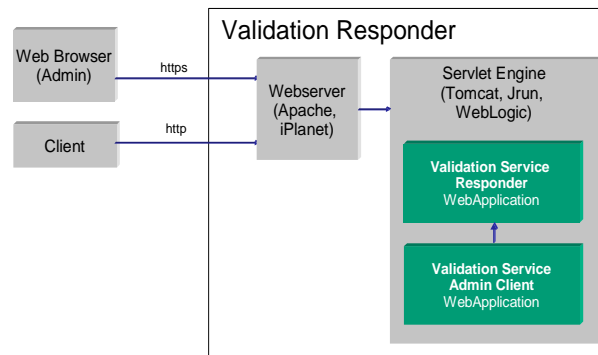 Validation Responder
Web Browser
(Admin)
https
Client
http
Webserver
(Apache,
iPlanet)
Servlet Engine
(Tomcat, Jrun,
WebLogic)
Validation Service
Responder
WebApplication
Validation Service
Admin Client
WebApplication